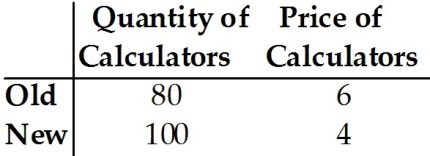 Quantity of Price of
Calculators Calculators
Old 80 6
New 100 4